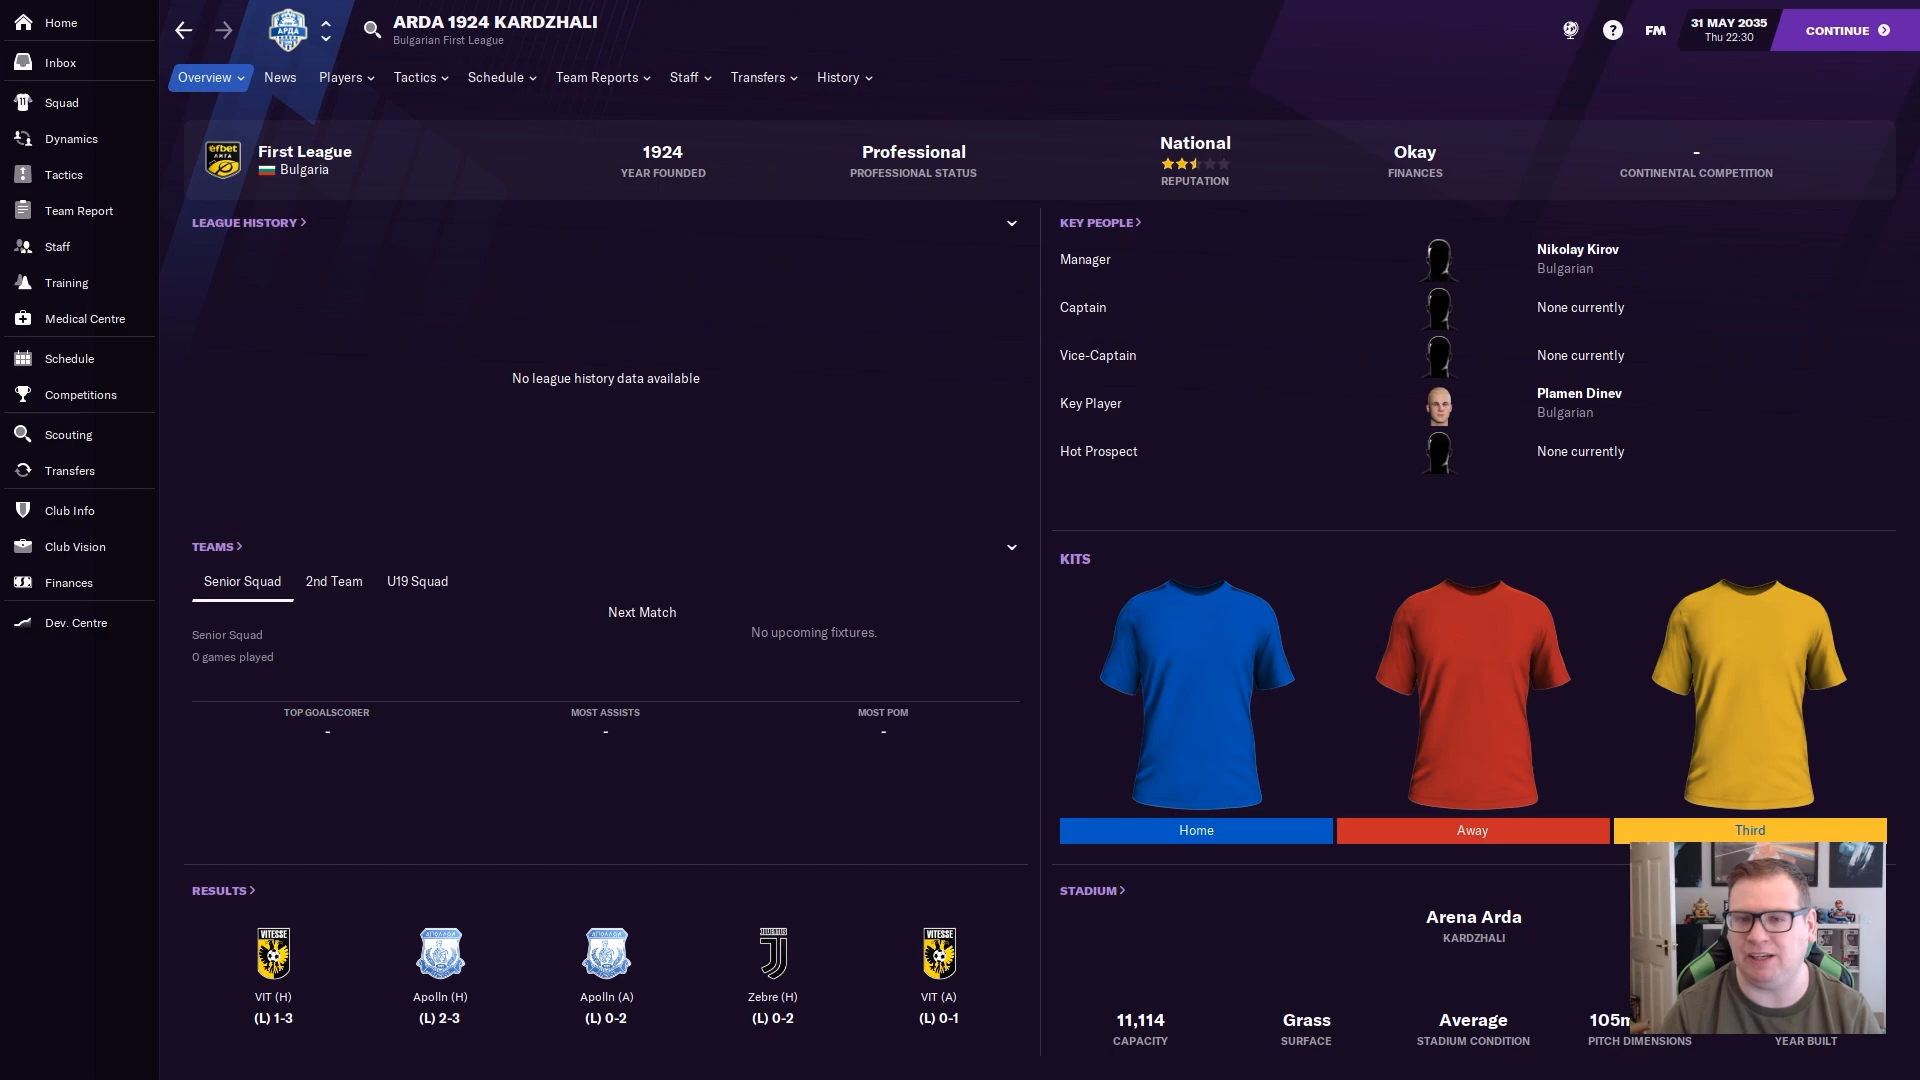 Home
Inbox
Squad
Dynamics
Tactics
Team Report
Staff
Training
Medical Centre
Schedule
Competitions
Scouting
Transfers
Club Info
Club Vision
Finances
Dev. Centre
АРДА
ARDA 1924 KARDZHALI
Bulgarian First League
FM
31 MAY 2035
Thu 22:30
CONTINUE
Overview
News
Players
Tactics
Schedule
Team Reports
Staff
Transfers
History
efbet
ЛИГА
First League
Bulgaria
1924
YEAR FOUNDED
Professional
PROFESSIONAL STATUS
National
REPUTATION
Okay
FINANCES
-
CONTINENTAL COMPETITION
LEAGUE HISTORY
No league history data available
KEY PEOPLE
Manager
Nikolay Kirov
Bulgarian
Captain
None currently
Vice-Captain
None currently
Key Player
Plamen Dinev
Bulgarian
Hot Prospect
None currently
TEAMS
Senior Squad 2nd Team U19 Squad
Next Match
No upcoming fixtures.
Senior Squad
0 games played
TOP GOALSCORER
-
MOST ASSISTS
-
MOST POM
-
KITS
Home
Away
Third
RESULTS
VITESSE
VIT (H)
(L) 1-3
Apolln (H)
(L) 2-3
Apolln (A)
(L) 0-2
JUVENTUS
Zebre (H)
(L) 0-2
VITESSE
VIT (A)
(L) 0-1
STADIUM
Arena Arda
KARDZHALI
11,114
CAPACITY
Grass
SURFACE
Average
STADIUM CONDITION
105m
PITCH DIMENSIONS
YEAR BUILT